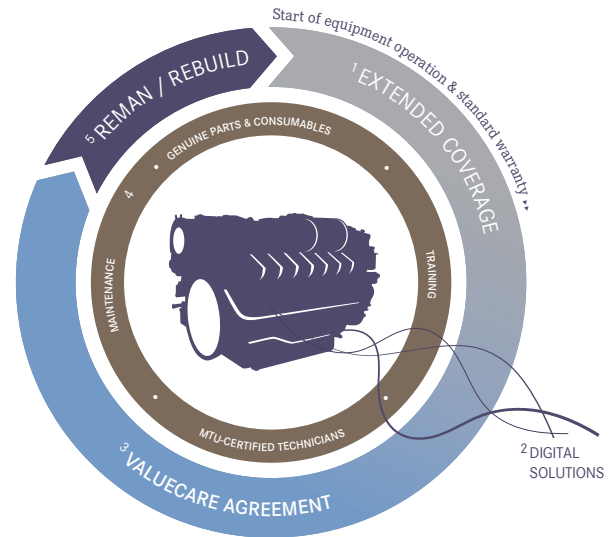 Start of equipment operation & standard warranty ▸▸
1 EXTENDED COVERAGE
2 DIGITAL
SOLUTIONS
3 VALUECARE AGREEMENT
4
GENUINE PARTS & CONSUMABLES
TRAINING
MTU-CERTIFIED TECHNICIANS
MAINTENANCE
5 REMAN / REBUILD